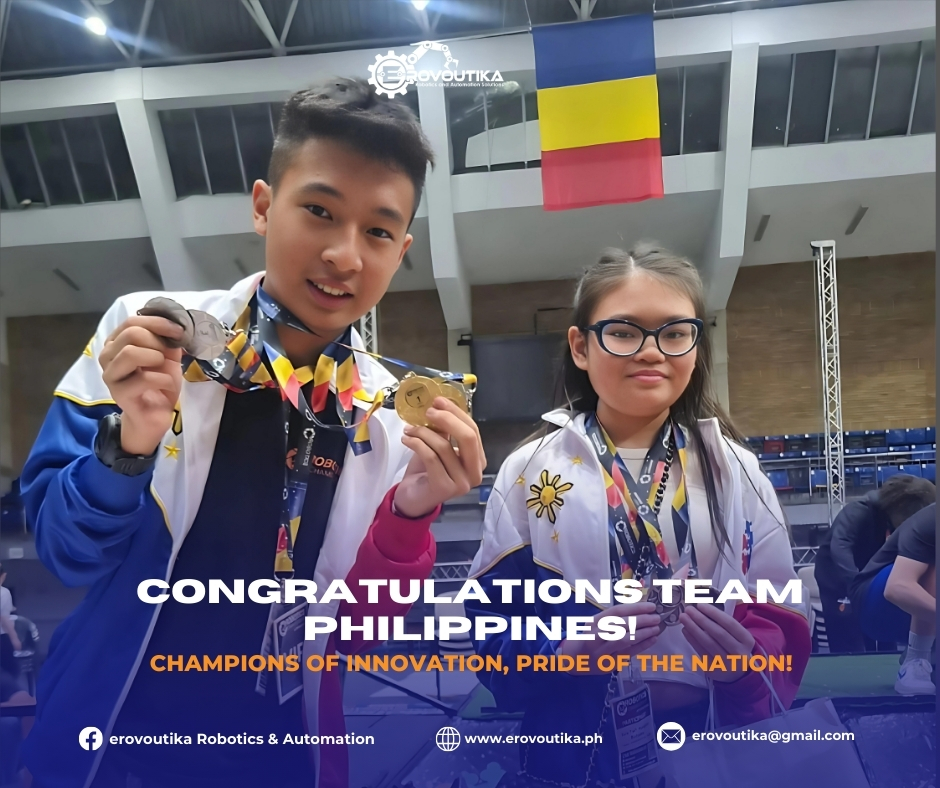 EROVOUTIKA
Robotics and Automation Solutions
CONGRATULATIONS TEAM
PHILIPPINES!
CHAMPIONS OF INNOVATION, PRIDE OF THE NATION!
erovoutika Robotics & Automation
www.erovoutika.ph
erovoutika@gmail.com